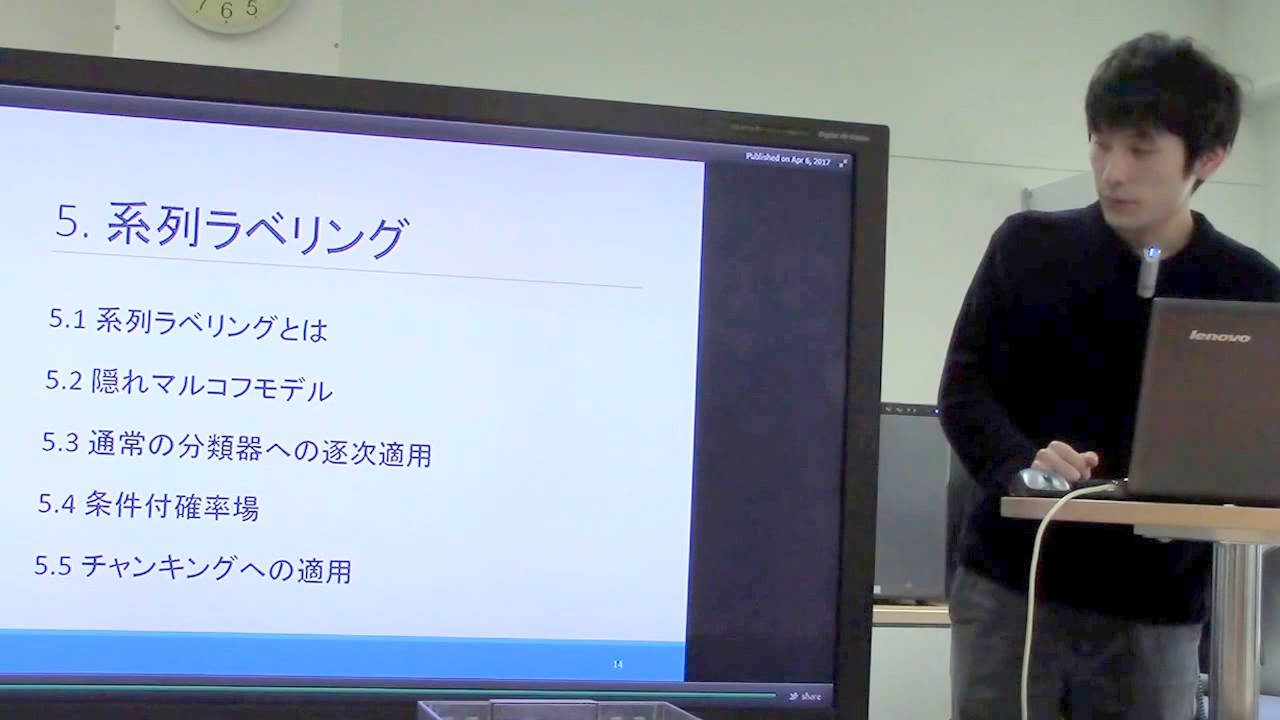 7 6 5
Published on Apr 6, 2017
5. 系列ラベリング
5.1 系列ラベリングとは
5.2 隠れマルコフモデル
5.3 通常の分類器への逐次適用
5.4 条件付確率場
5.5 チャンキングへの適用
14
share
lenovo